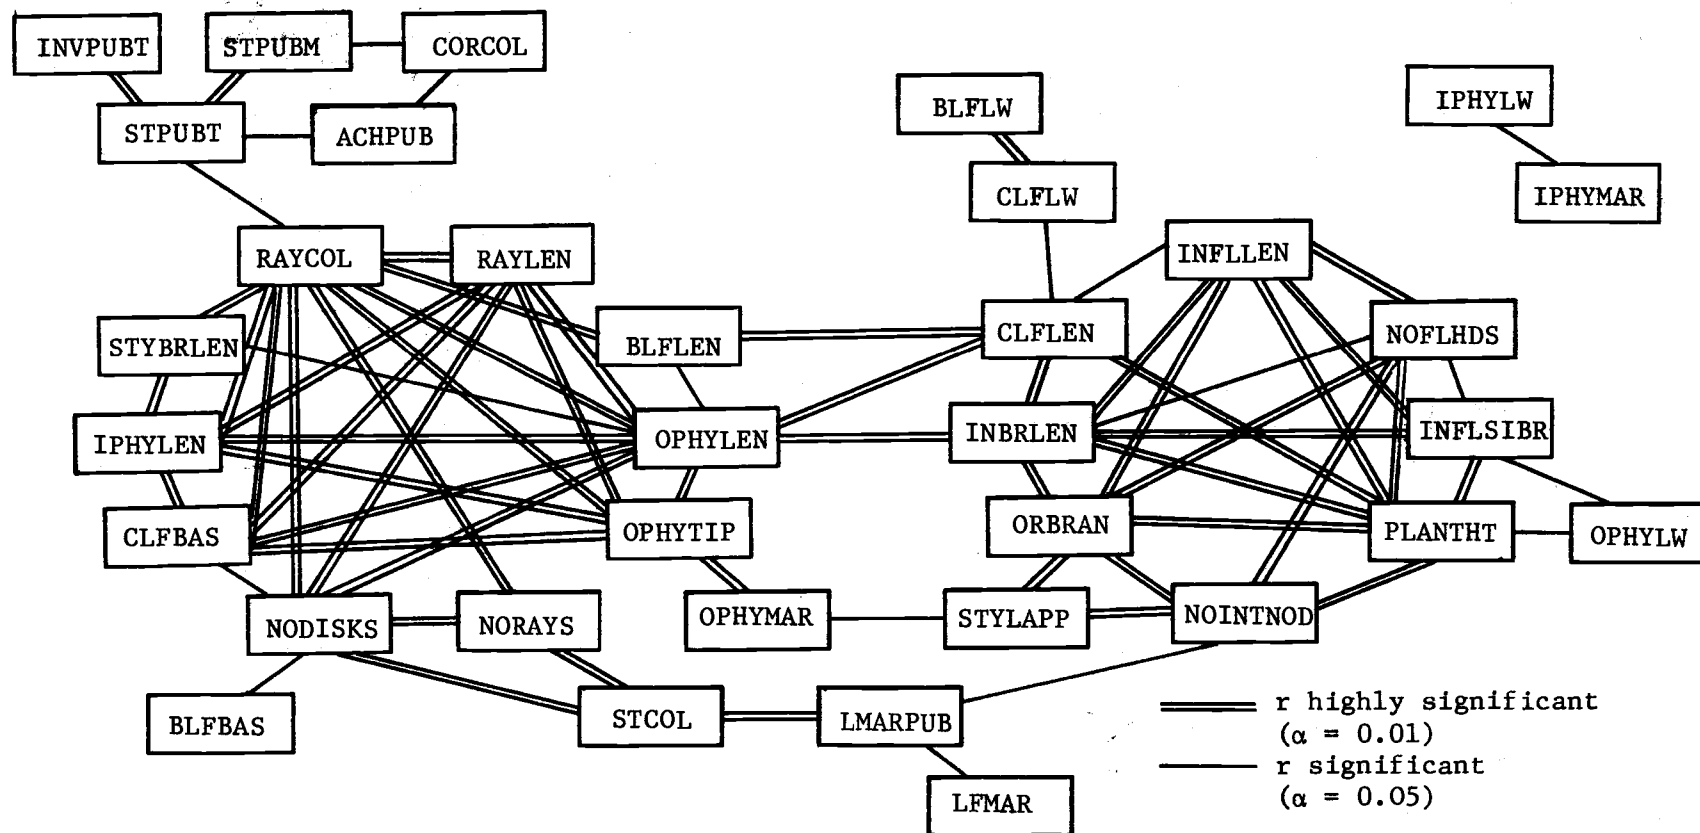 INVPUBT
STPUBM
CORCOL
STPUBT
ACHPUB
BLFLW
IPHYLW
CLFLW
IPHYMAR
RAYCOL
RAYLEN
INFLLEN
STYBRLEN
BLFLEN
CLFLEN
NOFLHDS
IPHYLEN
OPHYLEN
INBRLEN
INFLSIBR
CLFBAS
OPHYTIP
ORBRAN
PLANTHT
OPHYLW
NODISKS
NORAYS
OPHYMAR
STYLAPP
NOINTNOD
BLFBAS
STCOL
LMARPUB
LFMAR
r highly significant
(α = 0.01)
r significant
(α = 0.05)